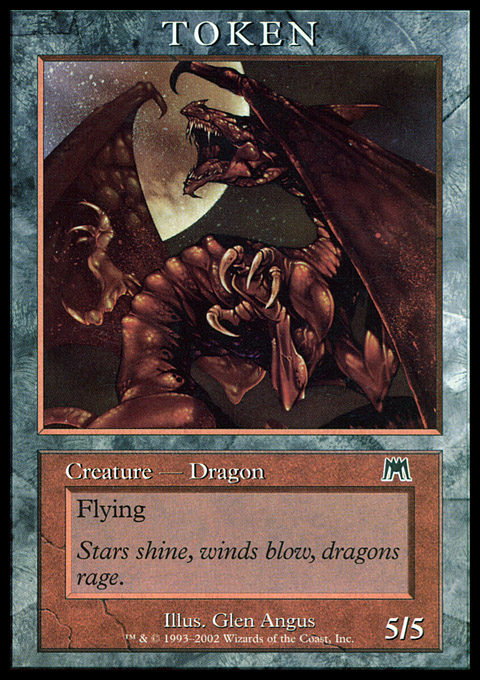 TOKEN
Creature — Dragon
Flying
Stars shine, winds blow, dragons
rage.
Illus. Glen Angus
™ & © 1993–2002 Wizards of the Coast, Inc.
5/5